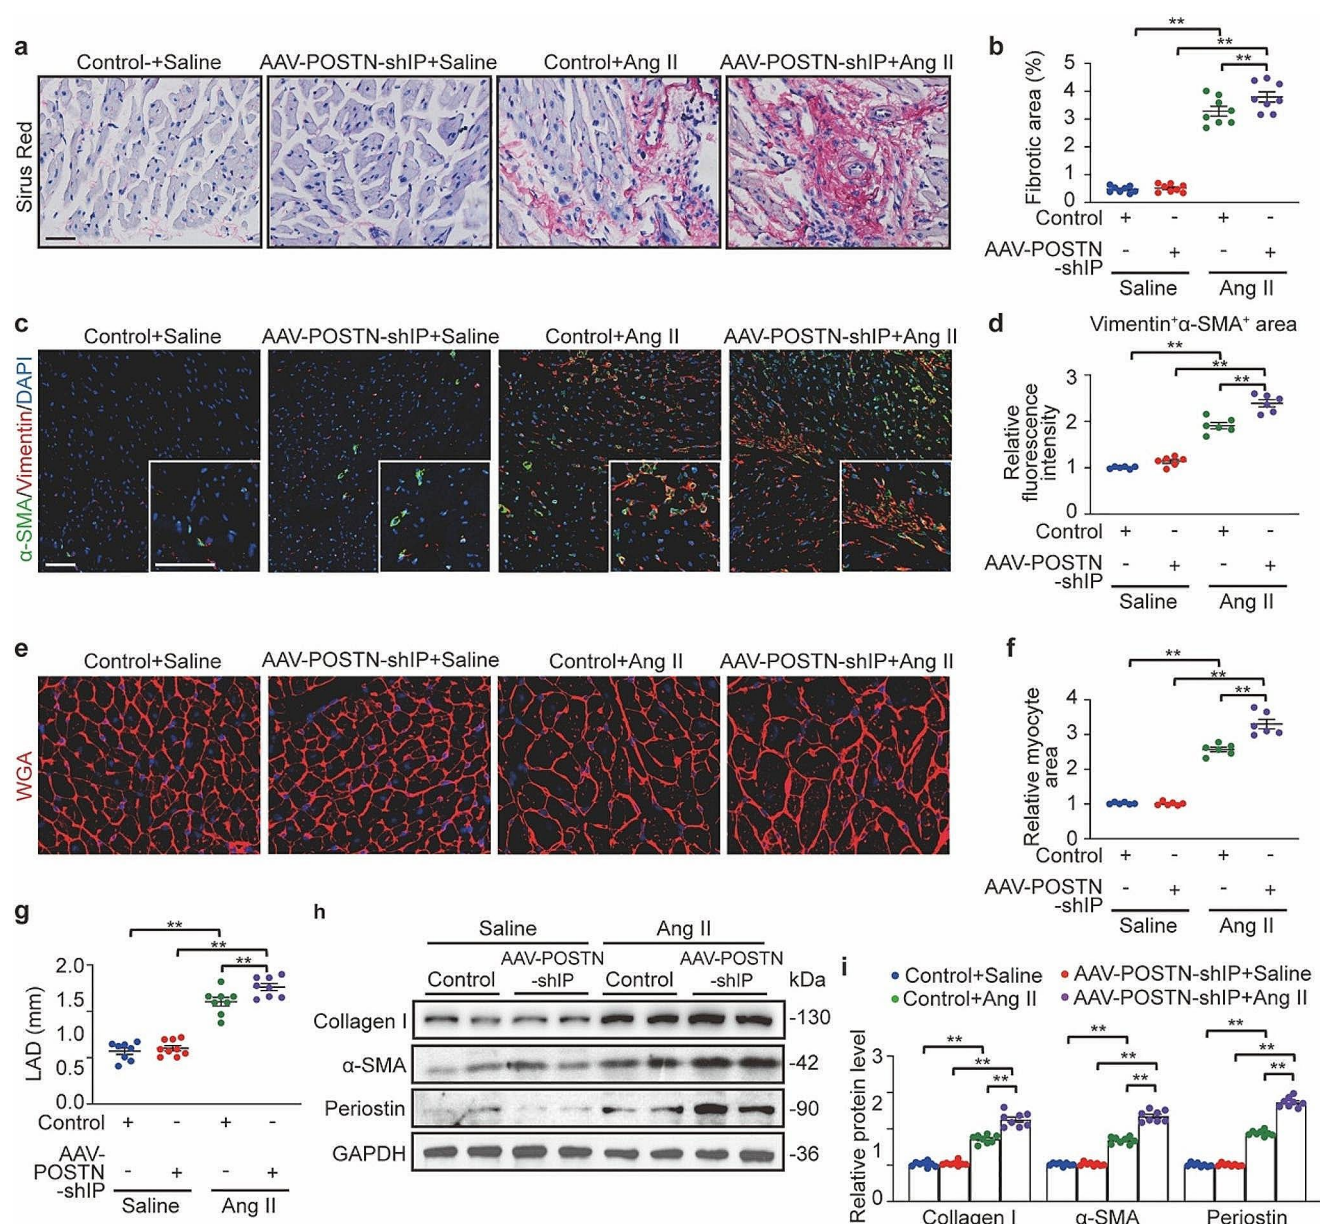 a
Control-+Saline
AAV-POSTN-shIP+Saline
Control+Ang II
AAV-POSTN-shIP+Ang II
Sirus Red
b
**
**
**
Fibrotic area (%)
5
4
3
2
1
0
Control + - + -
AAV-POSTN - + - +
-shIP
Saline Ang II
c
Control+Saline
AAV-POSTN-shIP+Saline
Control+Ang II
AAV-POSTN-shIP+Ang II
α-SMA/Vimentin/DAPI
d
Vimentin⁺α-SMA⁺ area
**
**
**
Relative
fluorescence
intensity
3
2
1
0
Control + - + -
AAV-POSTN - + - +
-shIP
Saline Ang II
e
Control+Saline
AAV-POSTN-shIP+Saline
Control+Ang II
AAV-POSTN-shIP+Ang II
WGA
f
**
**
**
Relative myocyte
area
4
3
2
1
0
Control + - + -
AAV-POSTN - + - +
-shIP
Saline Ang II
g
**
**
**
LAD (mm)
2.0
1.5
1.0
0.5
0.0
Control + - + -
AAV-
POSTN - + - +
-shIP
Saline Ang II
h
Saline Ang II
Control AAV-POSTN Control AAV-POSTN
-shIP -shIP kDa
Collagen I -130
α-SMA -42
Periostin -90
GAPDH -36
i
Control+Saline AAV-POSTN-shIP+Saline
Control+Ang II AAV-POSTN-shIP+Ang II
** ** **
** ** **
** ** **
Relative protein level
3
2
1
0
Collagen I α-SMA Periostin